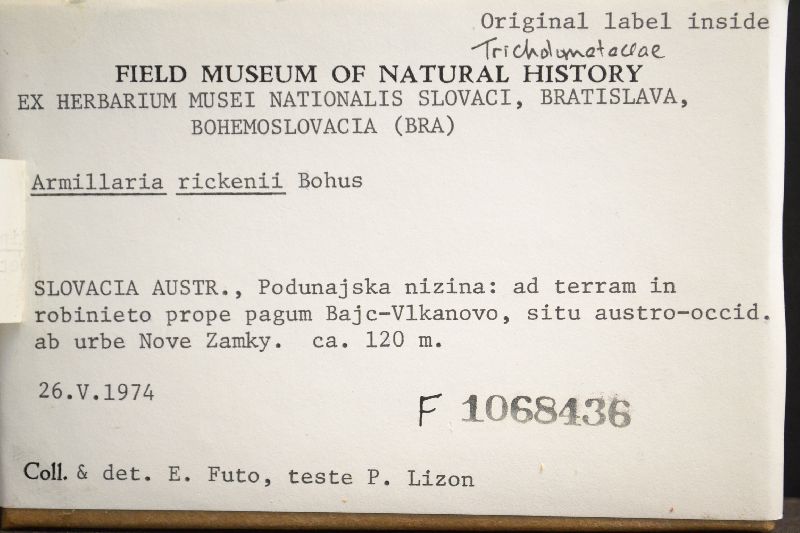 Original label inside
Tricholomataceae
FIELD MUSEUM OF NATURAL HISTORY
EX HERBARIUM MUSEI NATIONALIS SLOVACI, BRATISLAVA,
BOHEMOSLOVACIA (BRA)
Armillaria rickenii Bohus
SLOVACIA AUSTR., Podunajska nizina: ad terram in
robinieto prope pagum Bajc-Vlkanovo, situ austro-occid.
ab urbe Nove Zamky. ca. 120 m.
26.V.1974
F 1068436
Coll. & det. E. Futo, teste P. Lizon